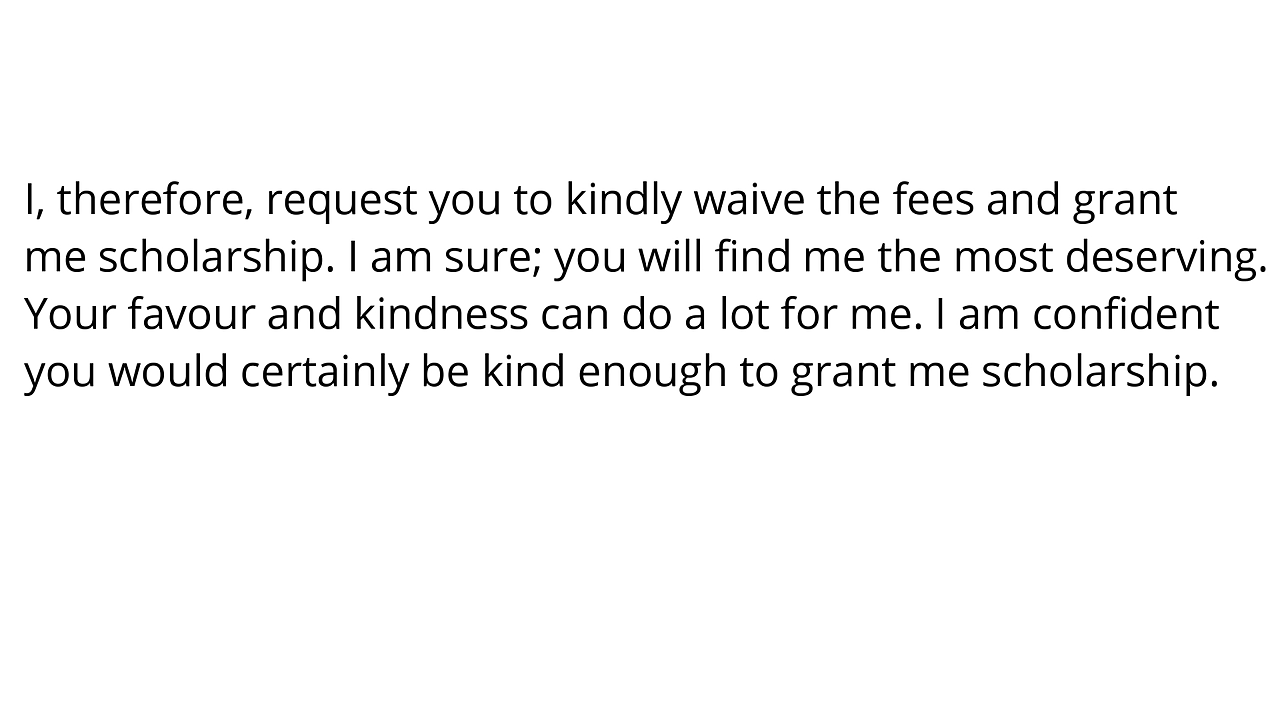 I, therefore, request you to kindly waive the fees and grant
me scholarship. I am sure; you will find me the most deserving.
Your favour and kindness can do a lot for me. I am confident
you would certainly be kind enough to grant me scholarship.